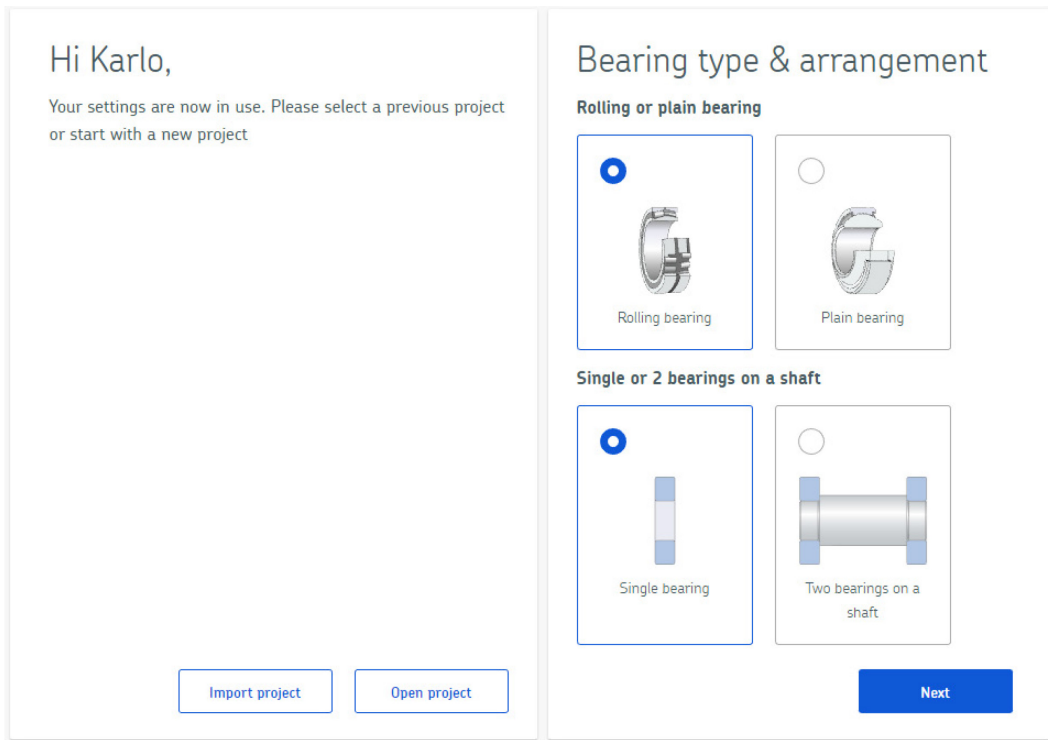 Hi Karlo,
Your settings are now in use. Please select a previous project
or start with a new project
Import project
Open project
Bearing type & arrangement
Rolling or plain bearing
Rolling bearing
Plain bearing
Single or 2 bearings on a shaft
Single bearing
Two bearings on a
shaft
Next